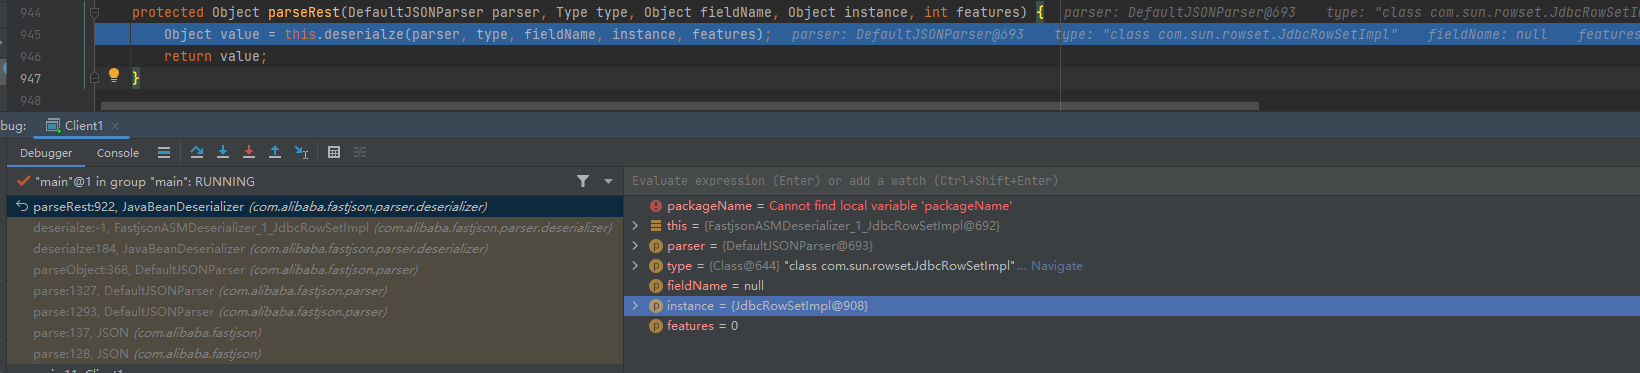 944 protected Object parseRest(DefaultJSONParser parser, Type type, Object fieldName, Object instance, int features) { parser: DefaultJSONParser@693 type: "class com.sun.rowset.JdbcRowSetI
945 Object value = this.deserialze(parser, type, fieldName, instance, features); parser: DefaultJSONParser@693 type: "class com.sun.rowset.JdbcRowSetImpl" fieldName: null features
946 return value;
947 }
948
bug: Client1
Debugger Console
"main"@1 in group "main": RUNNING
parseRest:922, JavaBeanDeserializer (com.alibaba.fastjson.parser.deserializer)
deserialze:-1, FastjsonASMDeserializer_1_JdbcRowSetImpl (com.alibaba.fastjson.parser.deserializer)
deserialze:184, JavaBeanDeserializer (com.alibaba.fastjson.parser.deserializer)
parseObject:368, DefaultJSONParser (com.alibaba.fastjson.parser)
parse:1327, DefaultJSONParser (com.alibaba.fastjson.parser)
parse:1293, DefaultJSONParser (com.alibaba.fastjson.parser)
parse:137, JSON (com.alibaba.fastjson)
parse:128, JSON (com.alibaba.fastjson)
Evaluate expression (Enter) or add a watch (Ctrl+Shift+Enter)
packageName = Cannot find local variable 'packageName'
this = {FastjsonASMDeserializer_1_JdbcRowSetImpl@692}
parser = {DefaultJSONParser@693}
type = {Class@644} "class com.sun.rowset.JdbcRowSetImpl"... Navigate
fieldName = null
instance = {JdbcRowSetImpl@908}
features = 0